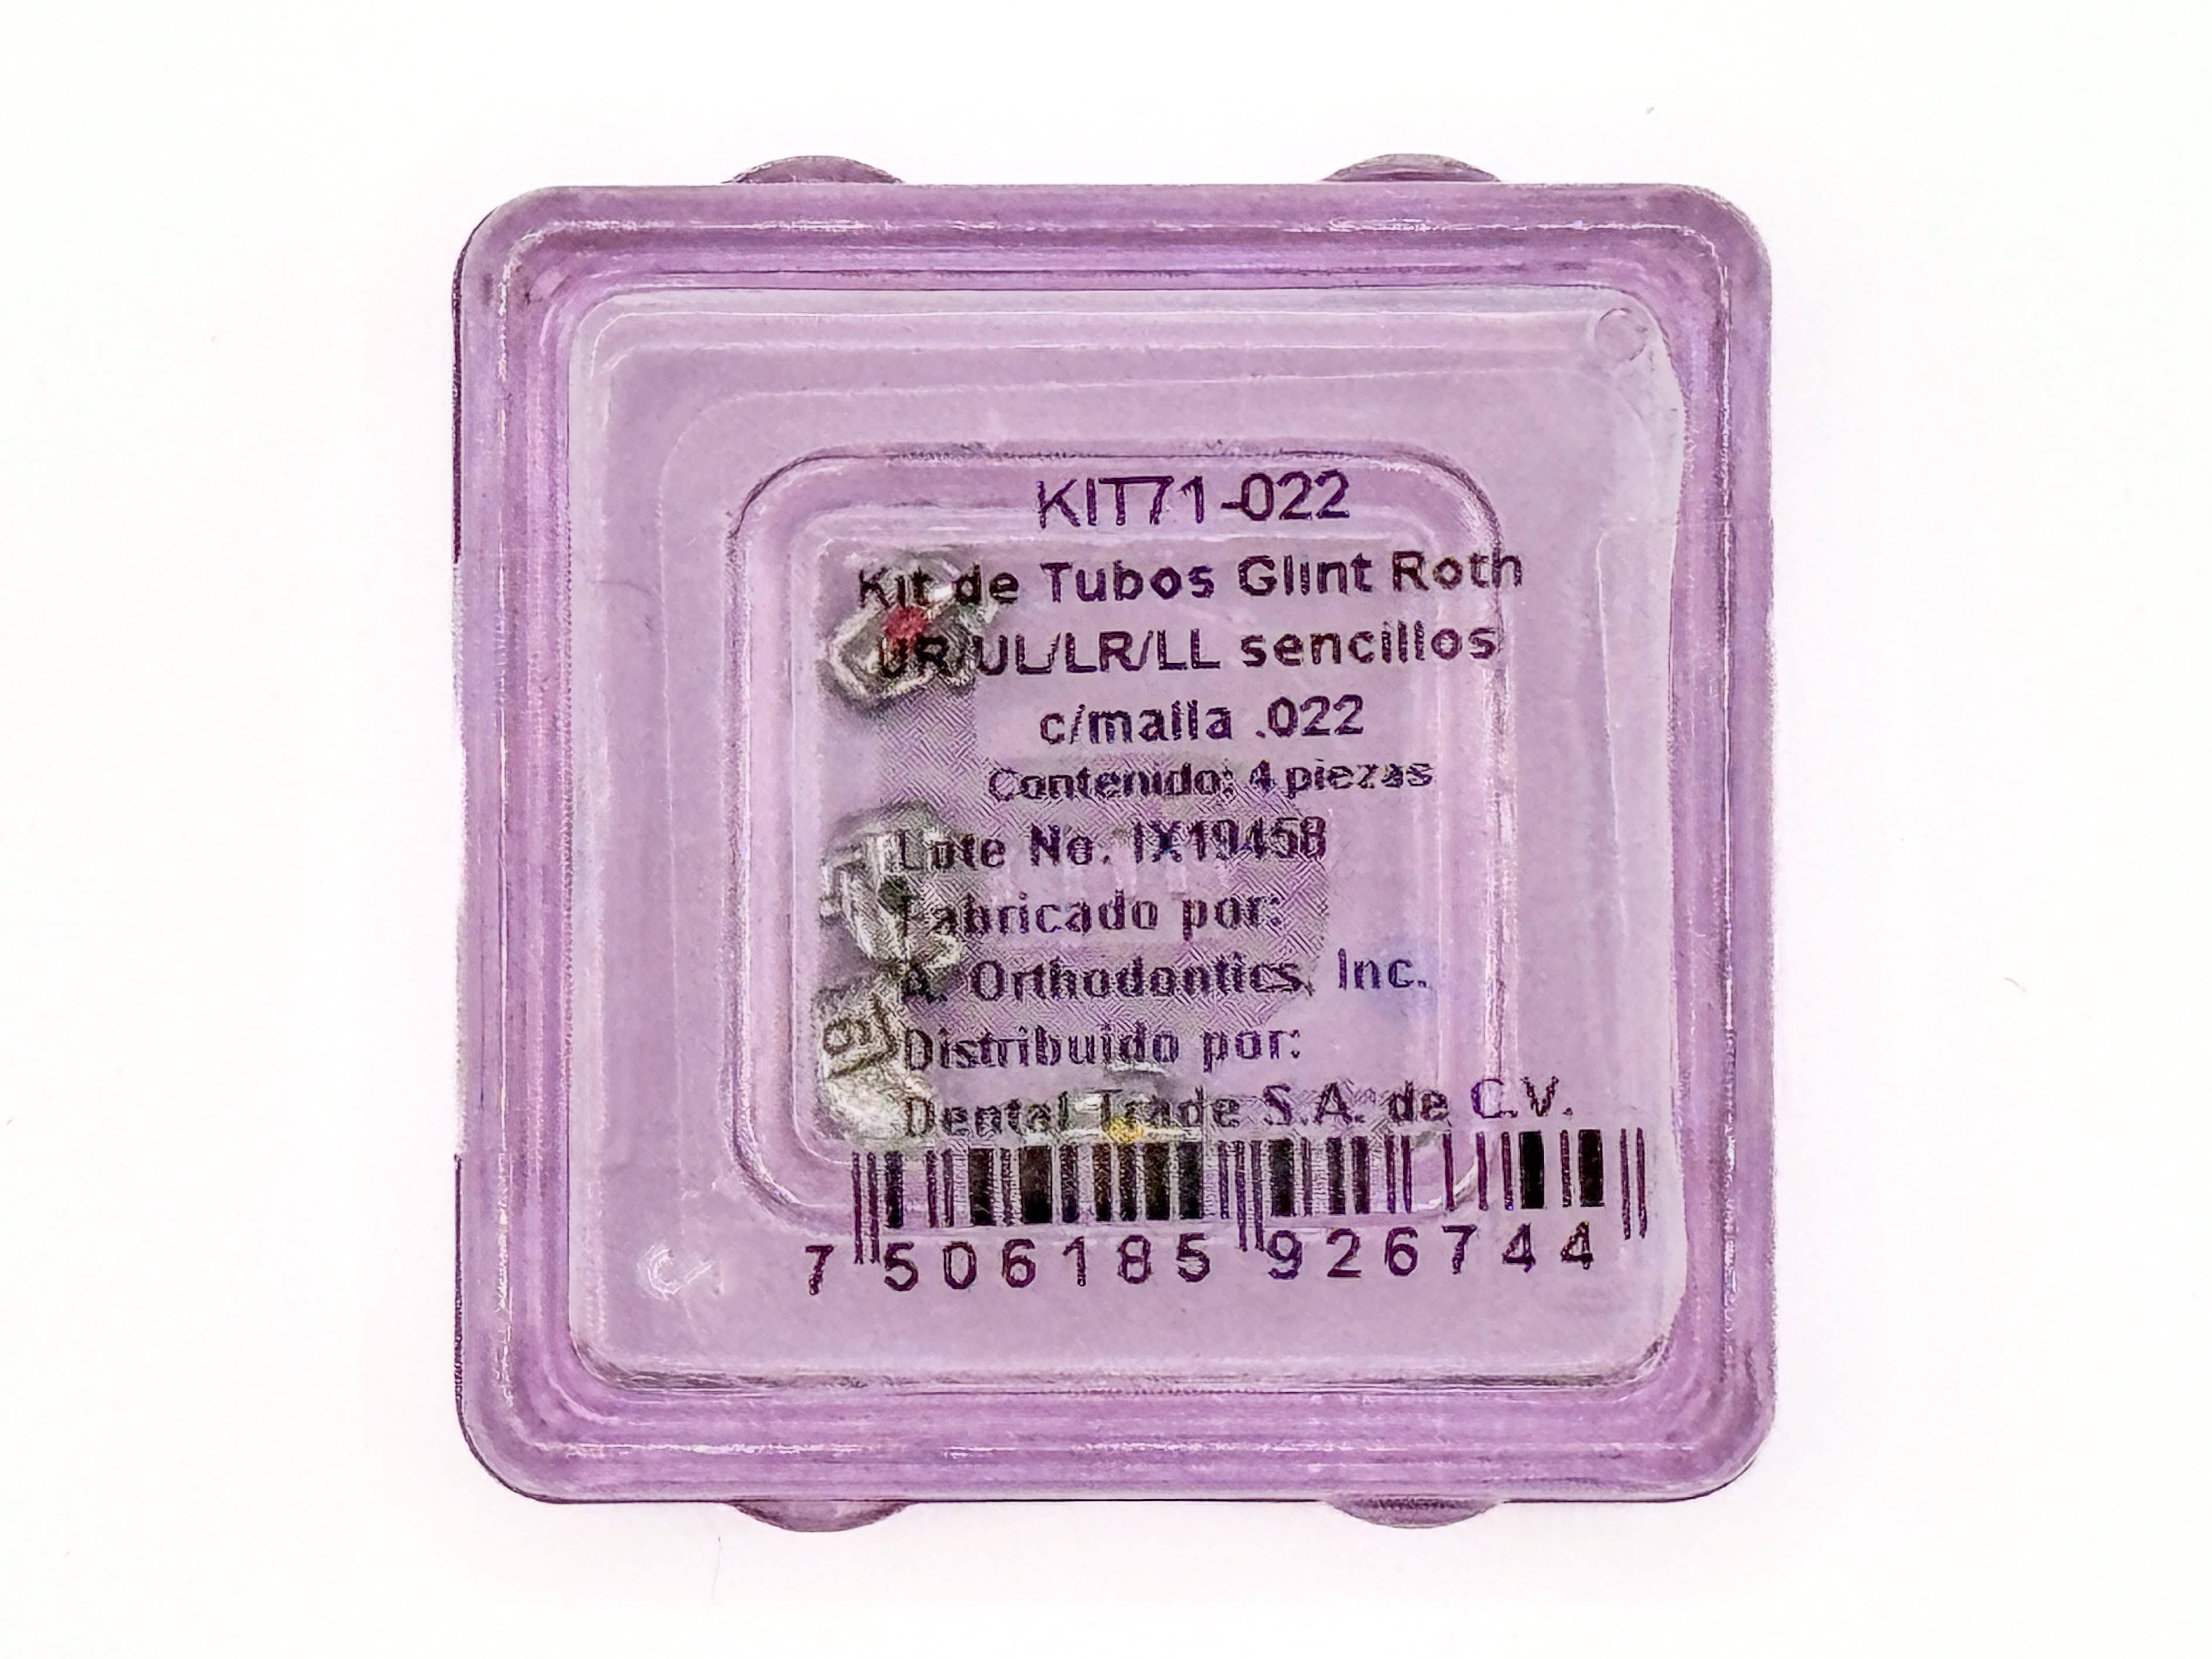 KIT71-022
Kit de Tubos Glint Roth
UR/UL/LR/LL sencillos
c/malla .022
Contenido: 4 piezas
Lote No. IX19458
Fabricado por:
A. Orthodontics, Inc.
Distribuido por:
Dental Trade S.A. de C.V.
7 506185 926744